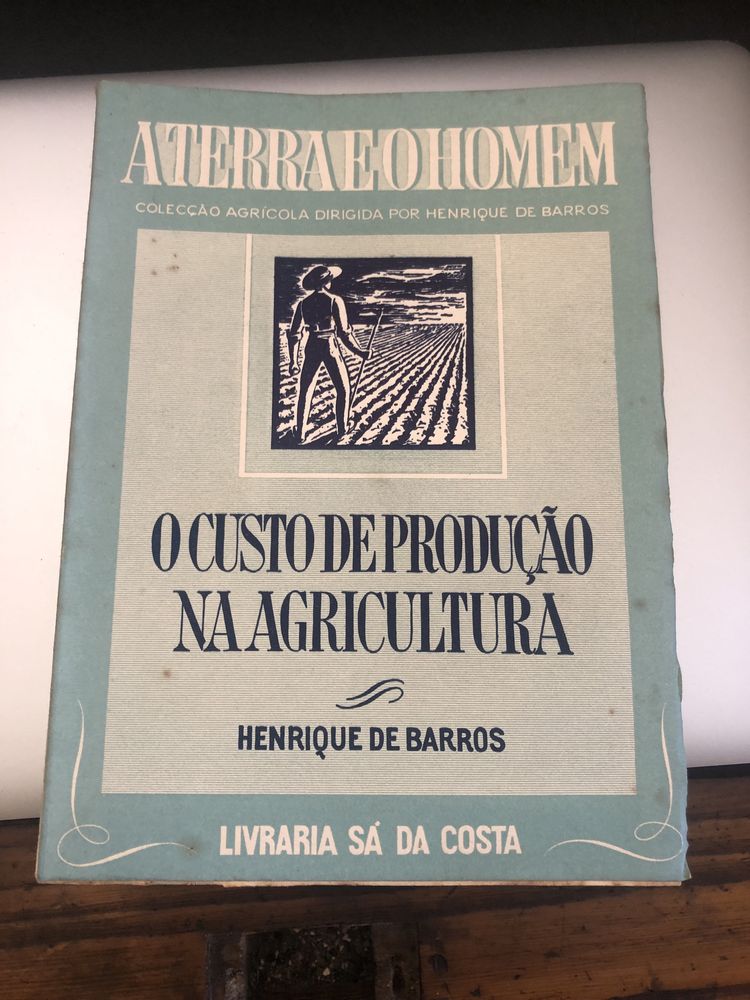 A TERRA E O HOMEM
COLECÇÃO AGRÍCOLA DIRIGIDA POR HENRIQUE DE BARROS
O CUSTO DE PRODUÇÃO
NA AGRICULTURA
HENRIQUE DE BARROS
LIVRARIA SÁ DA COSTA